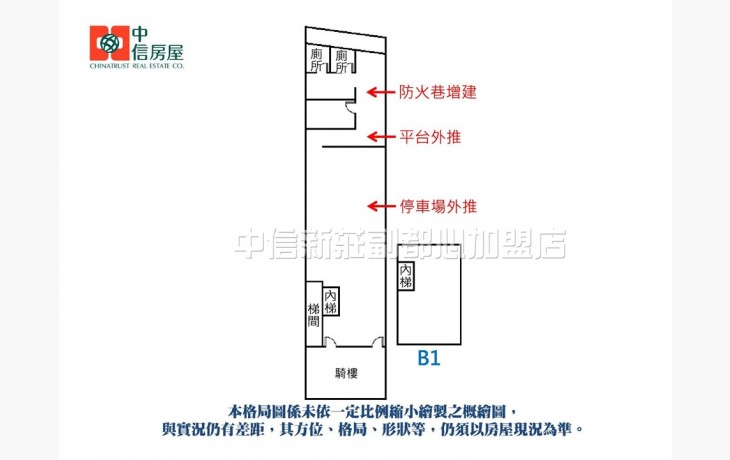 中信房屋
CHINATRUST REAL ESTATE CO.
廁所
廁所
防火巷增建
平台外推
停車場外推
中信新莊副都心加盟店
內梯
內梯
梯間
B1
騎樓
本格局圖係未依一定比例縮小繪製之概繪圖，
與實況仍有差距，其方位、格局、形狀等，仍須以房屋現況為準。